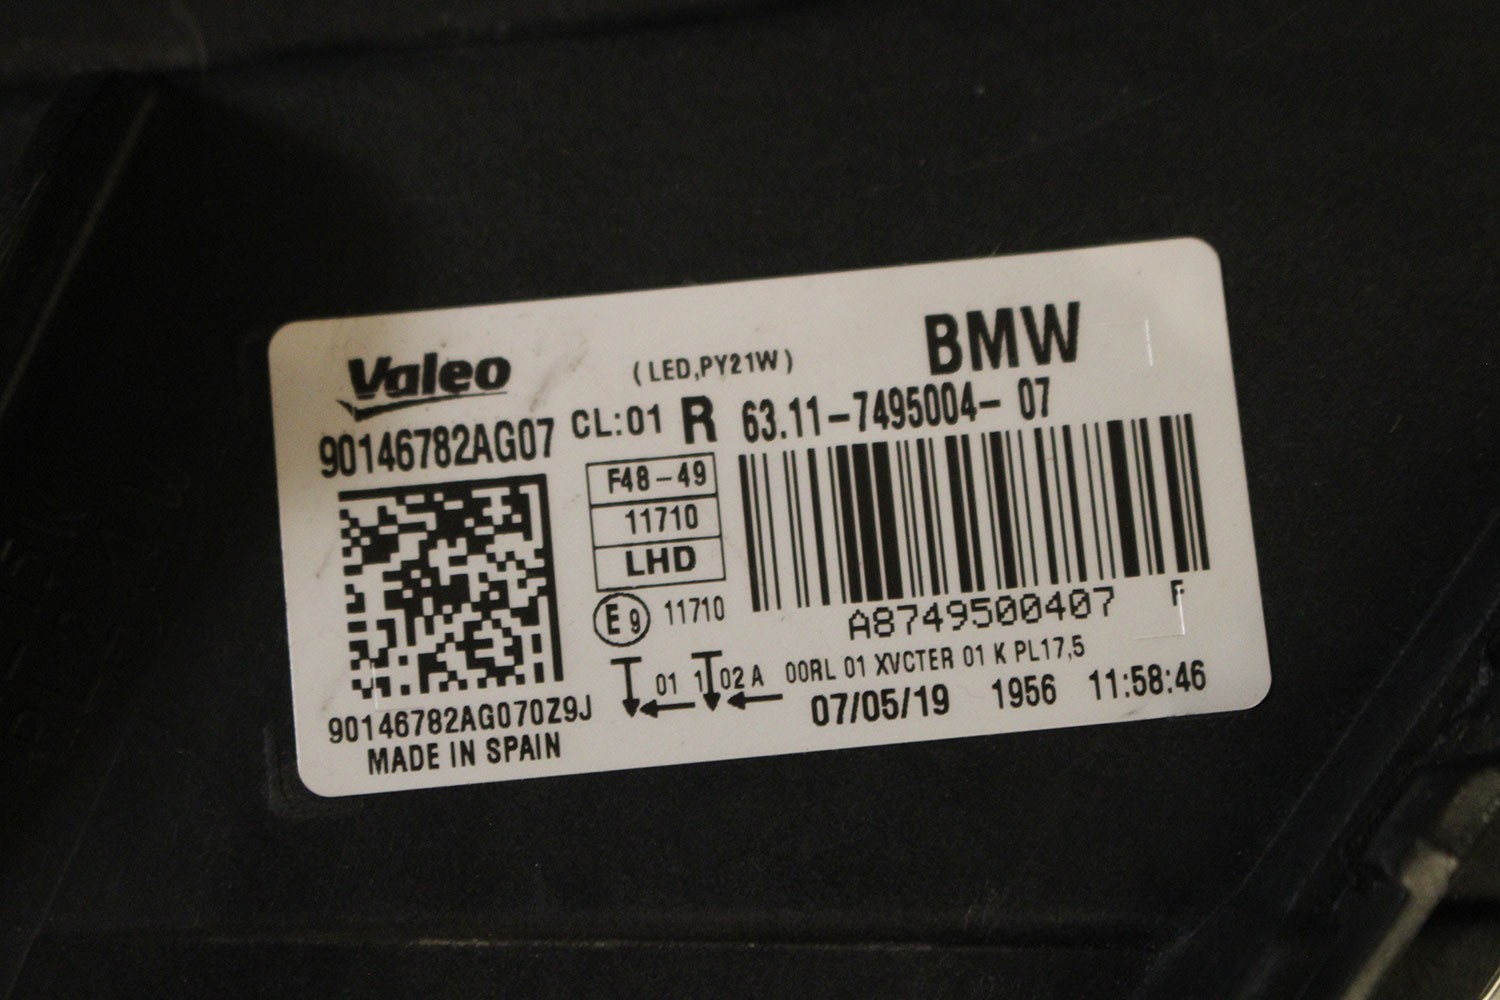 Valeo
(LED,PY21W)
BMW
90146782AG07
CL:01 R 63.11-7495004- 07
F48-49
11710
LHD
E9 11710
A8749500407 F
01 1 02 A 00RL 01 XVCTER 01 K PL17,5
90146782AG070Z9J
07/05/19 1956 11:58:46
MADE IN SPAIN